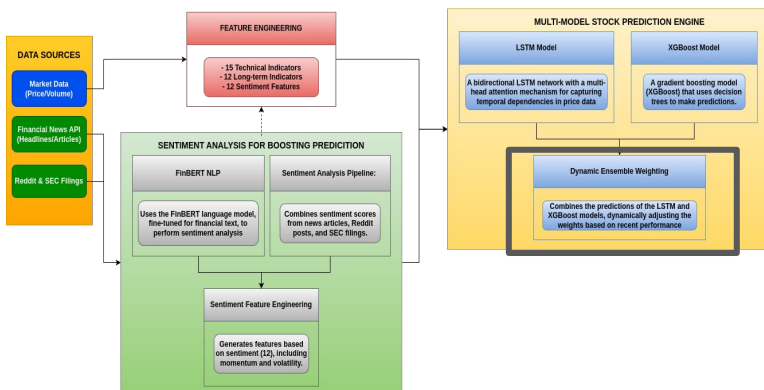 DATA SOURCES
Market Data
(Price/Volume)
Financial News API
(Headlines/Articles)
Reddit & SEC Filings
FEATURE ENGINEERING
- 15 Technical Indicators
- 12 Long-term Indicators
- 12 Sentiment Features
SENTIMENT ANALYSIS FOR BOOSTING PREDICITION
FinBERT NLP
Uses the FinBERT language model,
fine-tuned for financial text, to
perform sentiment analysis
Sentiment Analysis Pipeline:
Combines sentiment scores
from news articles, Reddit
posts, and SEC filings.
Sentiment Feature Engineering
Generates features based
on sentiment (12), including
momentum and volatility.
MULTI-MODEL STOCK PREDICTION ENGINE
LSTM Model
A bidirectional LSTM network with a multi-
head attention mechanism for capturing
temporal dependencies in price data
XGBoost Model
A gradient boosting model
(XGBoost) that uses decision
trees to make predictions.
Dynamic Ensemble Weighting
Combines the predictions of the LSTM and
XGBoost models, dynamically adjusting the
weights based on recent performance